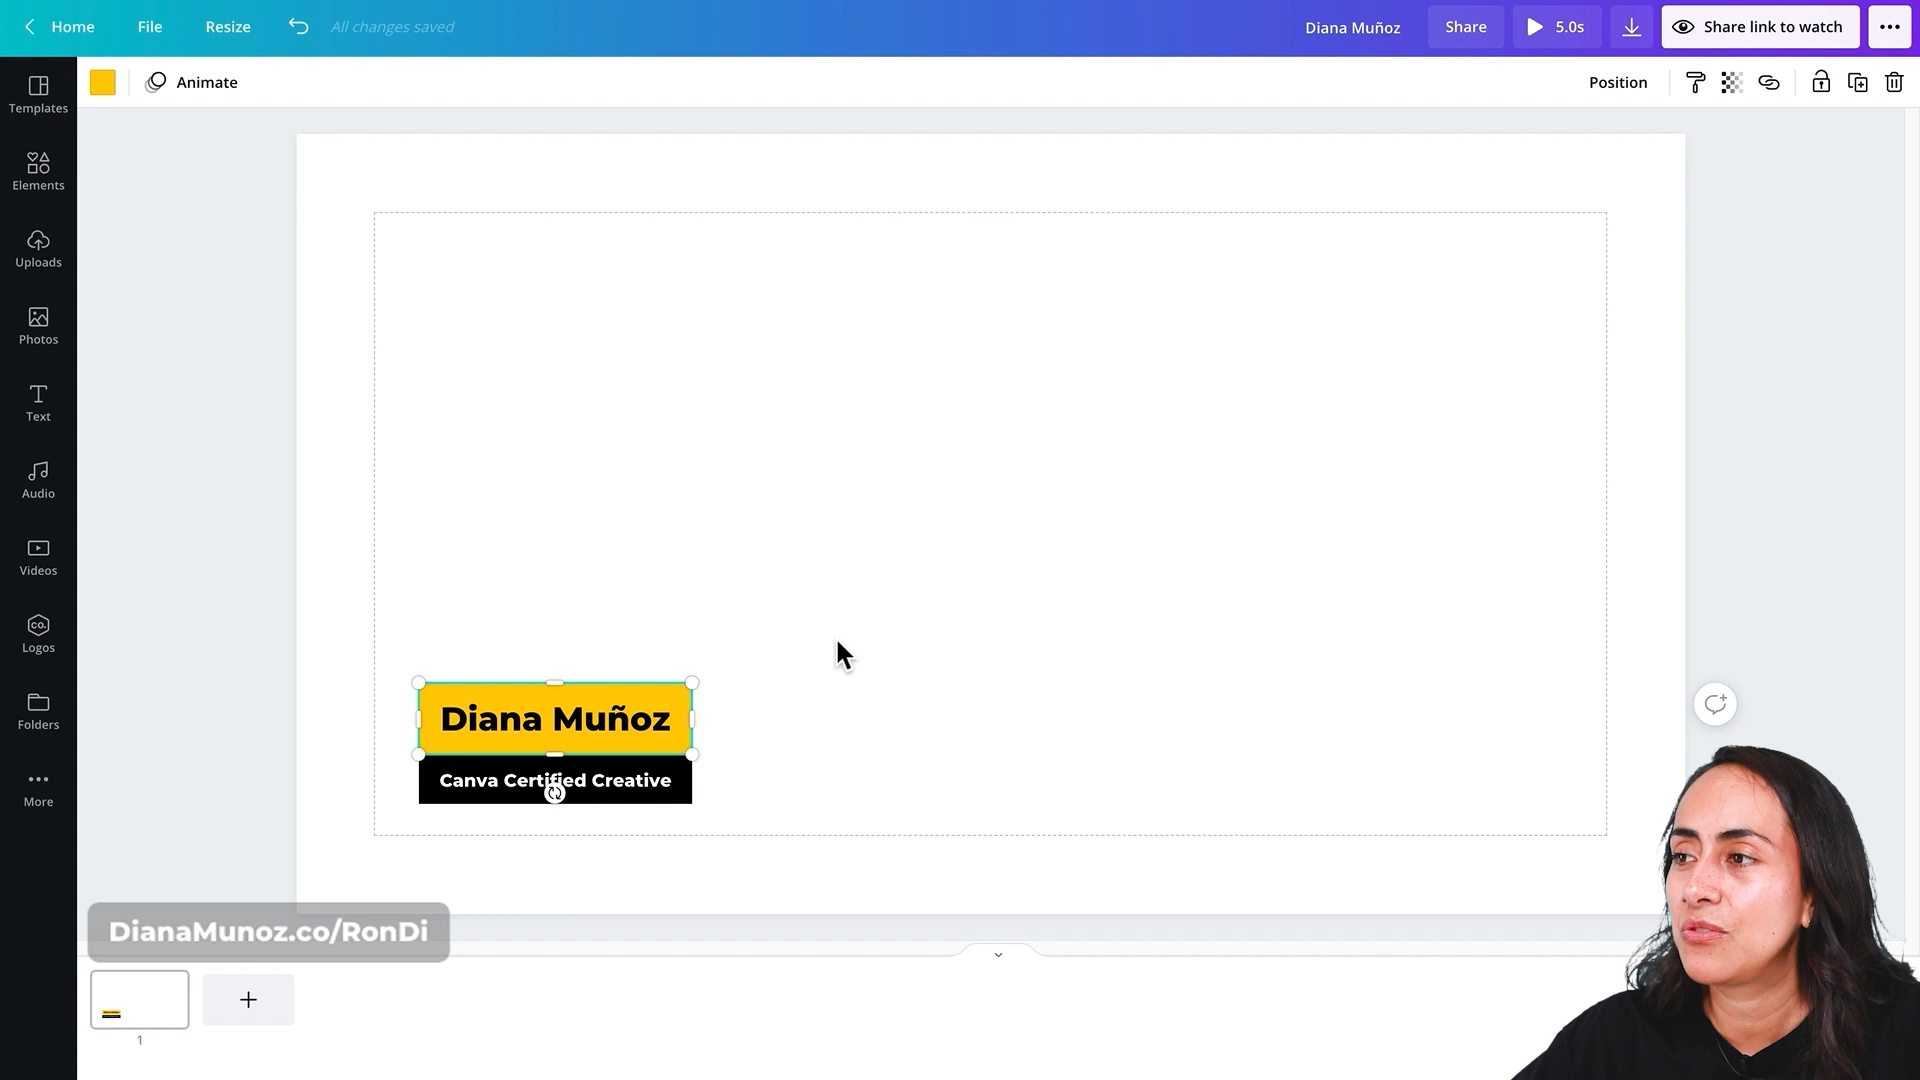 Home
File
Resize
All changes saved
Diana Muñoz
Share
5.0s
Share link to watch
Animate
Position
Templates
Elements
Uploads
Photos
Text
Audio
Videos
CO.
Logos
Folders
More
Diana Muñoz
Canva Certified Creative
DianaMunoz.co/RonDi
1